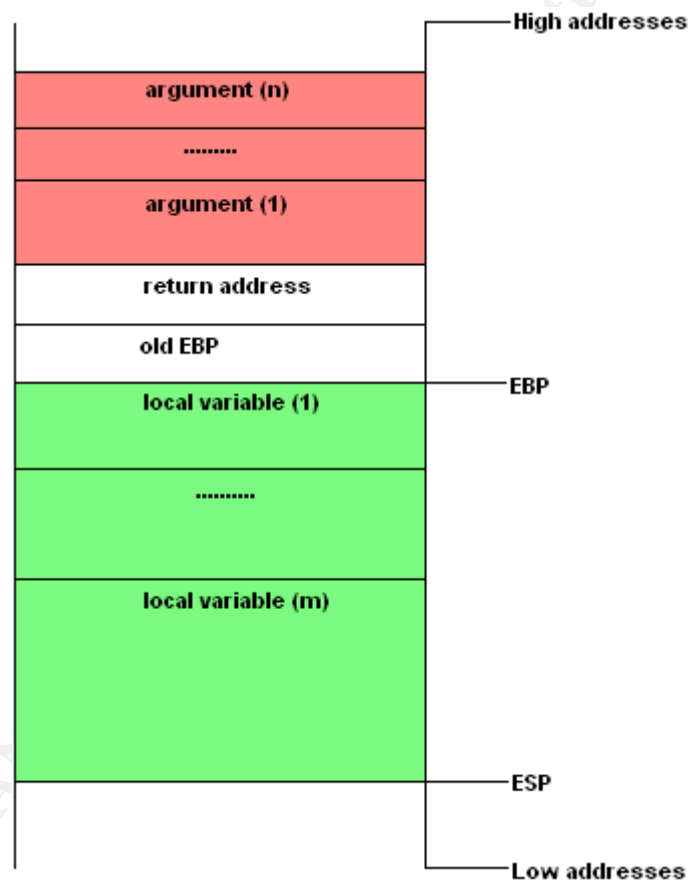 High addresses
argument (n)
.........
argument (1)
return address
old EBP
EBP
local variable (1)
..........
local variable (m)
ESP
Low addresses